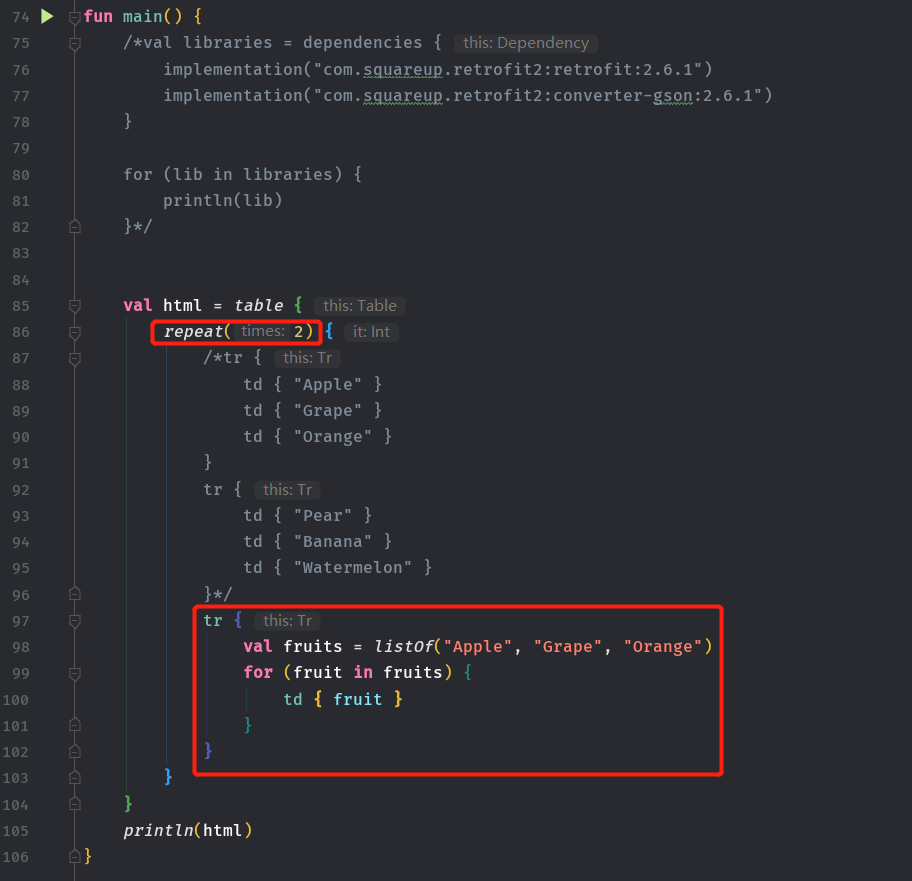 74 fun main() {
75     /*val libraries = dependencies { this: Dependency
76         implementation("com.squareup.retrofit2:retrofit:2.6.1")
77         implementation("com.squareup.retrofit2:converter-gson:2.6.1")
78     }
79
80     for (lib in libraries) {
81         println(lib)
82     }*/
83
84
85     val html = table { this: Table
86         repeat( times: 2) { it: Int
87             /*tr { this: Tr
88                 td { "Apple" }
89                 td { "Grape" }
90                 td { "Orange" }
91             }
92             tr { this: Tr
93                 td { "Pear" }
94                 td { "Banana" }
95                 td { "Watermelon" }
96             }*/
97             tr { this: Tr
98                 val fruits = listOf("Apple", "Grape", "Orange")
99                 for (fruit in fruits) {
100                     td { fruit }
101                 }
102             }
103         }
104     }
105     println(html)
106 }